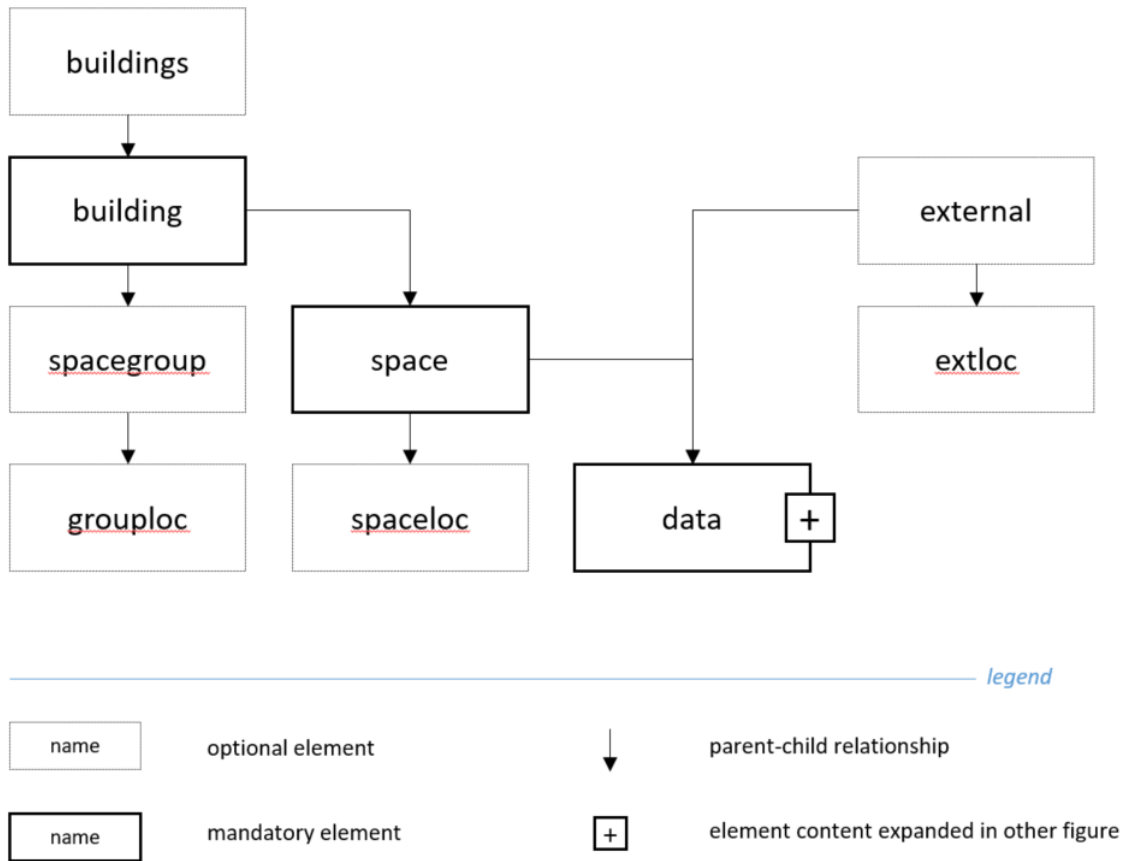 buildings
building
external
spacegroup
space
extloc
grouploc
spaceloc
data
+
legend
name
optional element
parent-child relationship
name
mandatory element
+
element content expanded in other figure